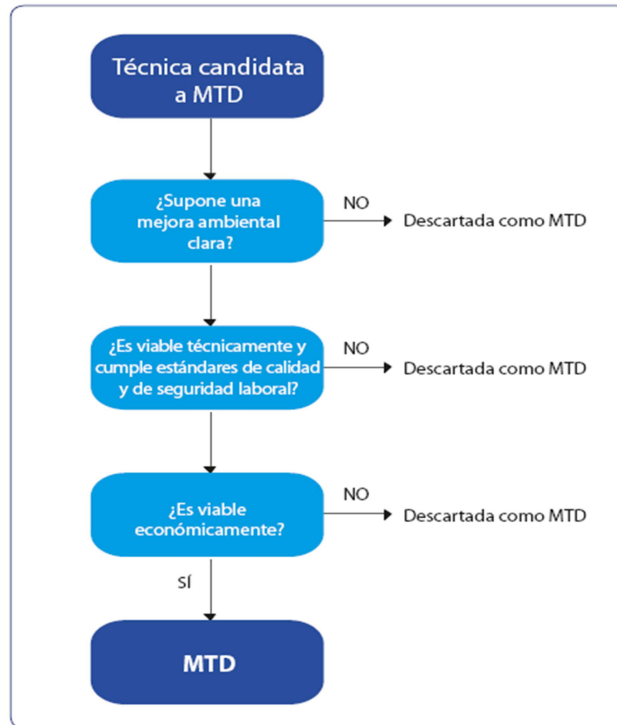 Técnica candidata
a MTD
¿Supone una
mejora ambiental
clara?
NO
Descartada como MTD
¿Es viable técnicamente y
cumple estándares de calidad
y de seguridad laboral?
NO
Descartada como MTD
¿Es viable
económicamente?
NO
Descartada como MTD
SÍ
MTD